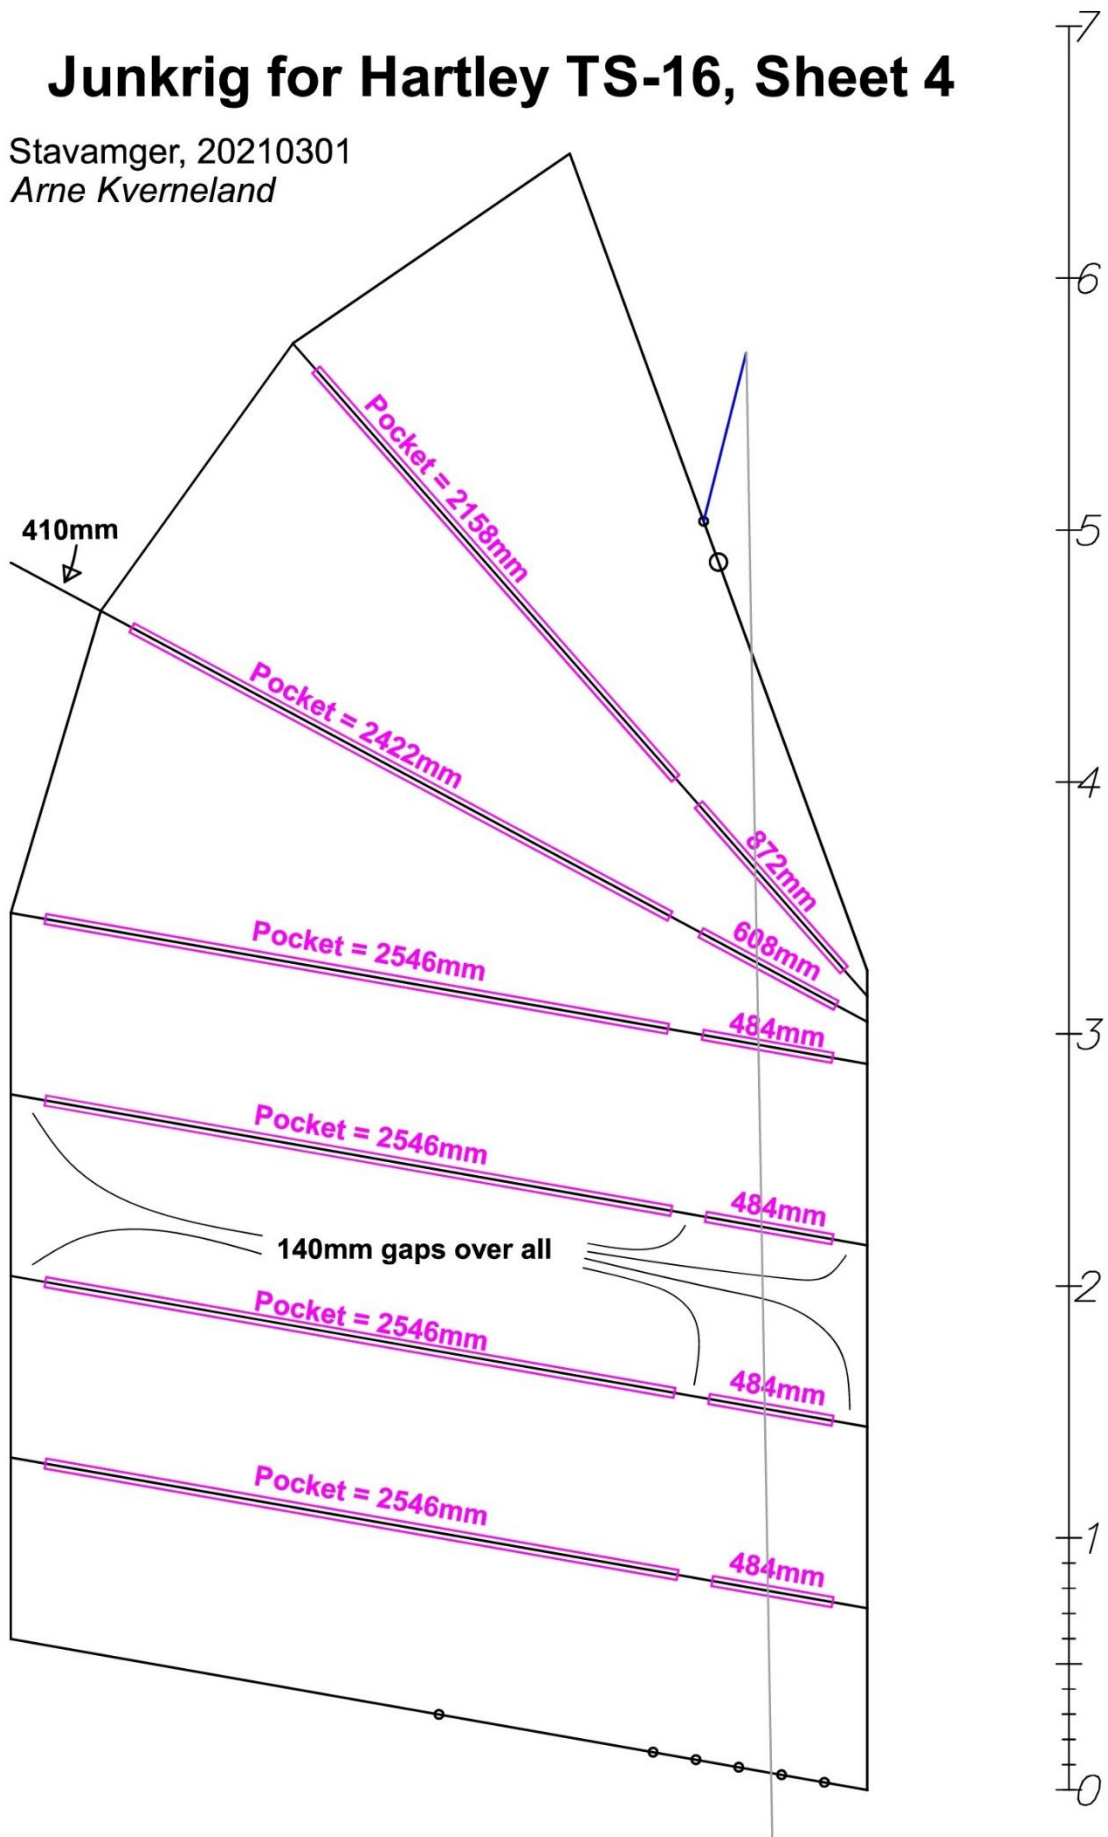 Junkrig for Hartley TS-16, Sheet 4
Stavamger, 20210301
Arne Kverneland
7
6
5
4
3
2
1
0
Pocket = 2158mm
410mm
Pocket = 2422mm
872mm
608mm
Pocket = 2546mm
484mm
Pocket = 2546mm
484mm
140mm gaps over all
Pocket = 2546mm
484mm
Pocket = 2546mm
484mm